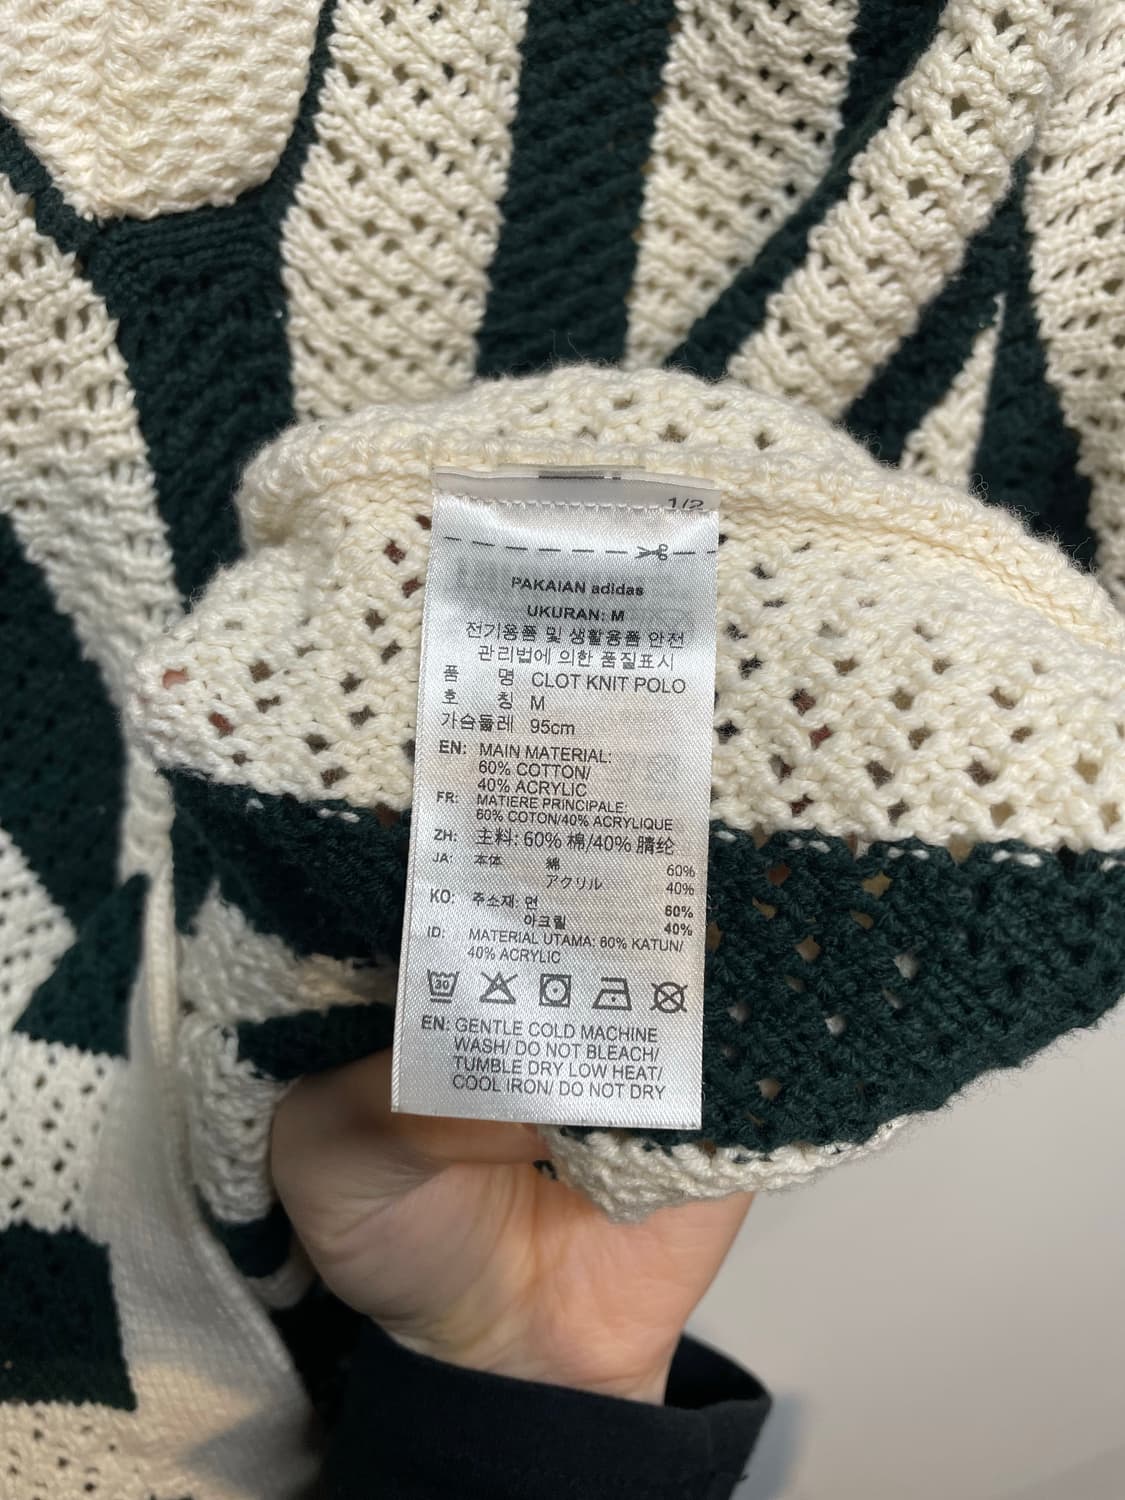 1/2
PAKAIAN adidas
UKURAN: M
전기용품 및 생활용품 안전
관리법에 의한 품질표시
품 명 CLOT KNIT POLO
호 칭 M
가슴둘레 95cm
EN: MAIN MATERIAL:
60% COTTON/
40% ACRYLIC
FR: MATIERE PRINCIPALE:
60% COTON/40% ACRYLIQUE
ZH: 主料: 60% 棉/40% 腈纶
JA: 本体 綿 60%
アクリル 40%
KO: 주소재: 면 60%
아크릴 40%
ID: MATERIAL UTAMA: 60% KATUN/
40% ACRYLIC
30
EN: GENTLE COLD MACHINE
WASH/ DO NOT BLEACH/
TUMBLE DRY LOW HEAT/
COOL IRON/ DO NOT DRY